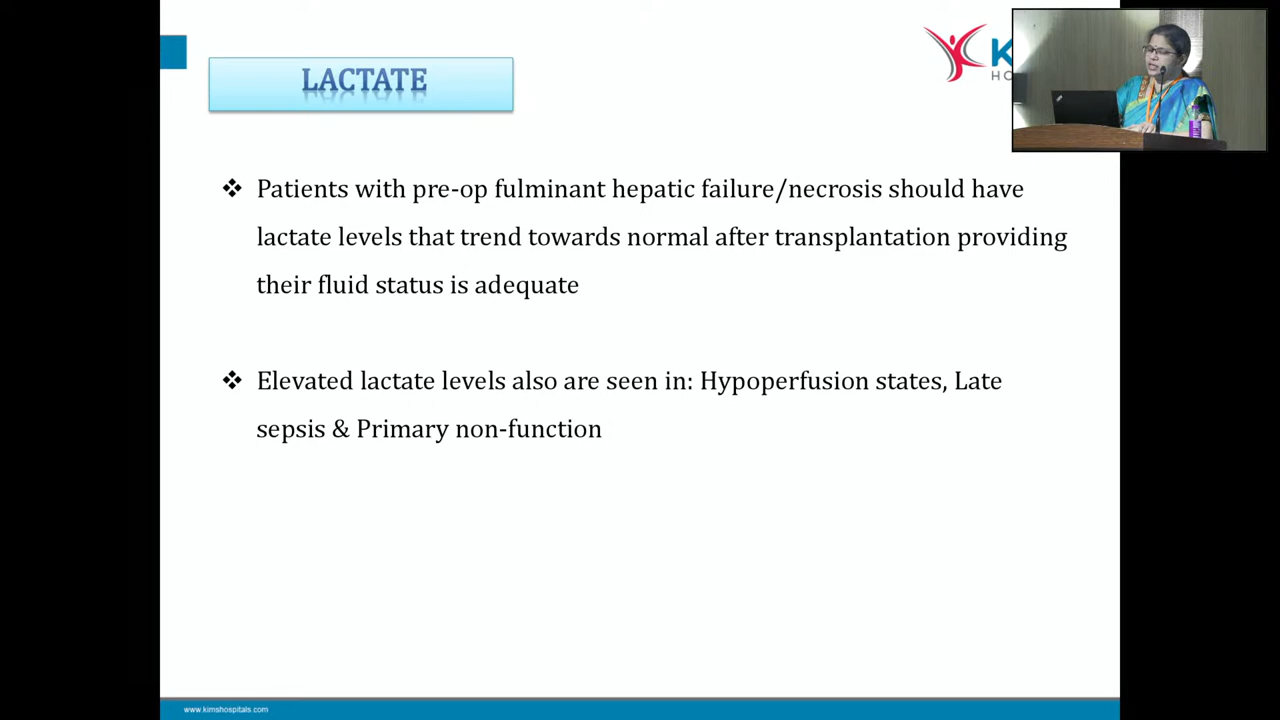 LACTATE
❖ Patients with pre-op fulminant hepatic failure/necrosis should have
lactate levels that trend towards normal after transplantation providing
their fluid status is adequate
❖ Elevated lactate levels also are seen in: Hypoperfusion states, Late
sepsis & Primary non-function
www.kimshospitals.com